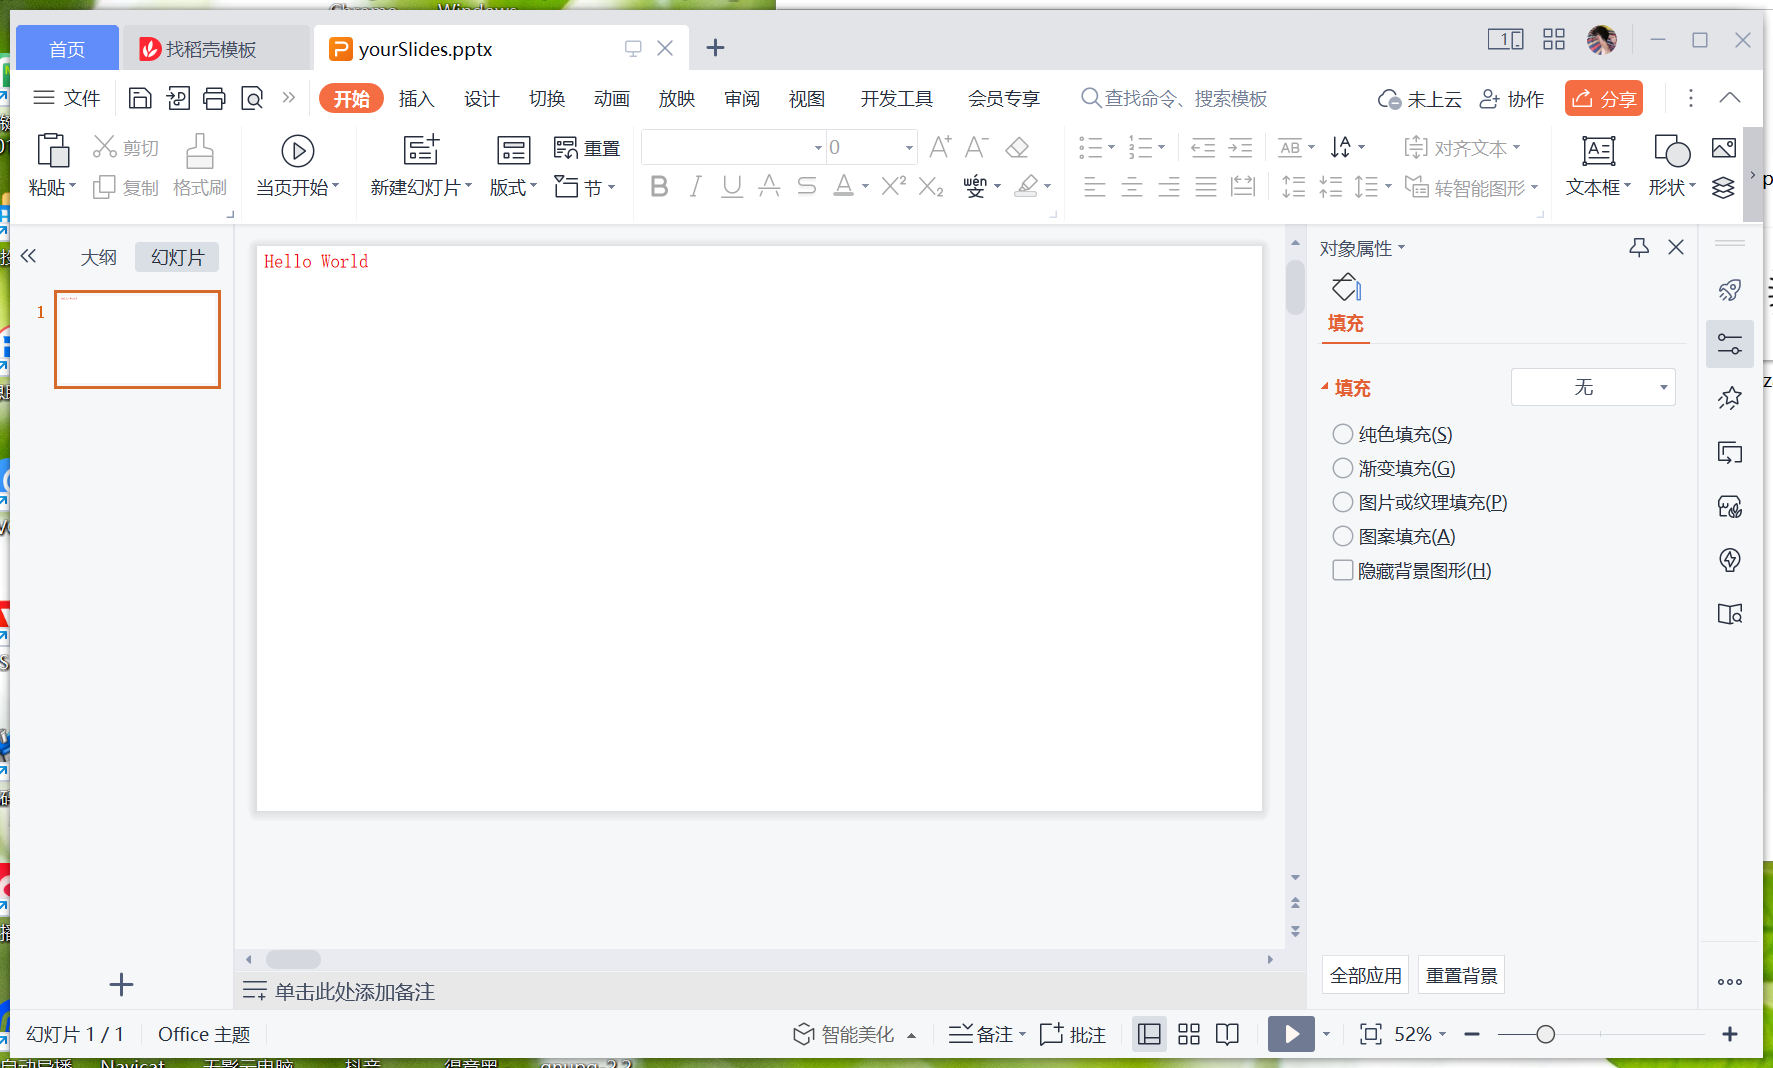 首页
找稻壳模板
yourSlides.pptx
文件
开始
插入
设计
切换
动画
放映
审阅
视图
开发工具
会员专享
查找命令、搜索模板
未上云
协作
分享
粘贴
剪切
复制
格式刷
当页开始
新建幻灯片
版式
重置
节
0
对齐文本
转智能图形
文本框
形状
大纲
幻灯片
1
Hello World
对象属性
填充
填充
无
纯色填充(S)
渐变填充(G)
图片或纹理填充(P)
图案填充(A)
隐藏背景图形(H)
全部应用
重置背景
单击此处添加备注
幻灯片 1 / 1
Office 主题
智能美化
备注
批注
52%